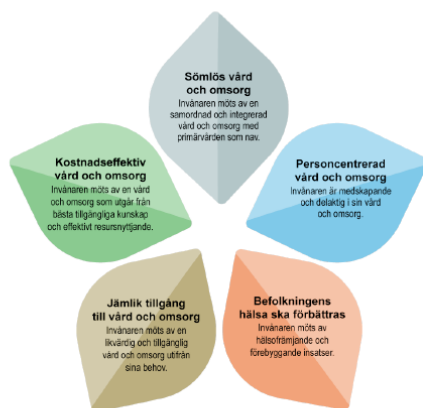 Sömlös vård
och omsorg
Invånaren möts av en
samordnad och integrerad
vård och omsorg med
primärvården som nav.
Kostnadseffektiv
vård och omsorg
Invånaren möts av en vård
och omsorg som utgår från
bästa tillgängliga kunskap
och effektivt resursnyttjande.
Personcentrerad
vård och omsorg
Invånaren är medskapande
och delaktig i sin vård
och omsorg.
Jämlik tillgång
till vård och omsorg
Invånaren möts av en
likvärdig och tillgänglig
vård och omsorg utifrån
sina behov.
Befolkningens
hälsa ska förbättras
Invånaren möts av
hälsofrämjande och
förebyggande insatser.